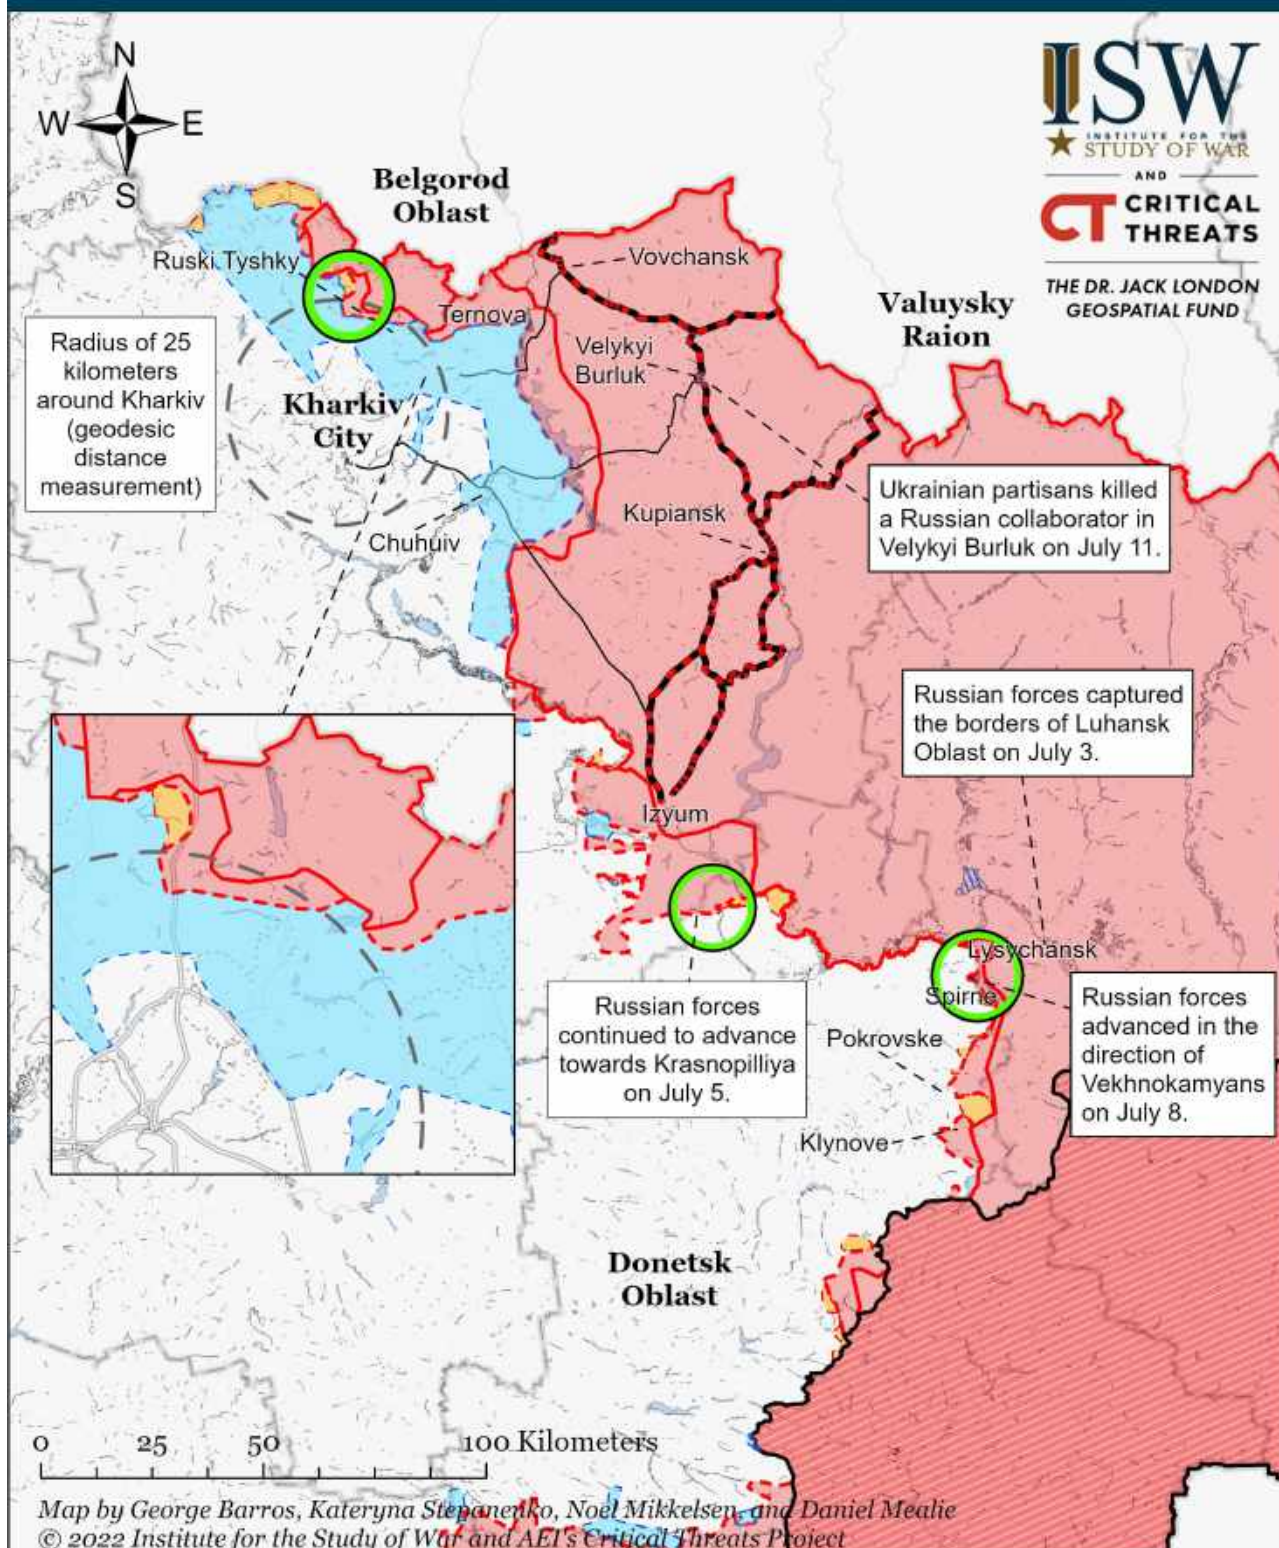 N
W
E
S
ISW
INSTITUTE FOR THE
STUDY OF WAR
AND
CT CRITICAL
THREATS
THE DR. JACK LONDON
GEOSPATIAL FUND
Belgorod
Oblast
Ruski Tyshky
Vovchansk
Ternova
Valuysky
Raion
Radius of 25
kilometers
around Kharkiv
(geodesic
distance
measurement)
Velykyi
Burluk
Kharkiv
City
Ukrainian partisans killed
a Russian collaborator in
Velykyi Burluk on July 11.
Kupiansk
Chuhuiv
Russian forces captured
the borders of Luhansk
Oblast on July 3.
Izyum
Lysychansk
Spirne
Russian forces
continued to advance
towards Krasnopilliya
on July 5.
Pokrovske
Russian forces
advanced in the
direction of
Vekhnokamyans
on July 8.
Klynove
Donetsk
Oblast
0 25 50 100 Kilometers
Map by George Barros, Kateryna Stepanenko, Noel Mikkelsen, and Daniel Mealie
© 2022 Institute for the Study of War and AEI's Critical Threats Project